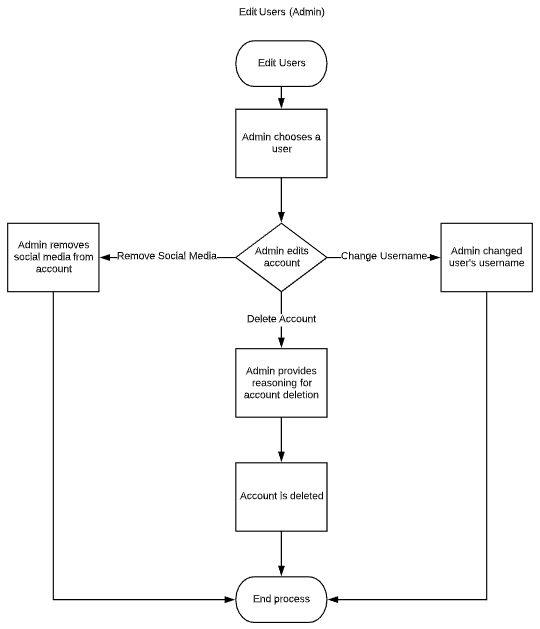 Edit Users (Admin)
Edit Users
Admin chooses a
user
Admin edits
account
Remove Social Media
Change Username
Admin removes
social media from
account
Admin changed
user's username
Delete Account
Admin provides
reasoning for
account deletion
Account is deleted
End process